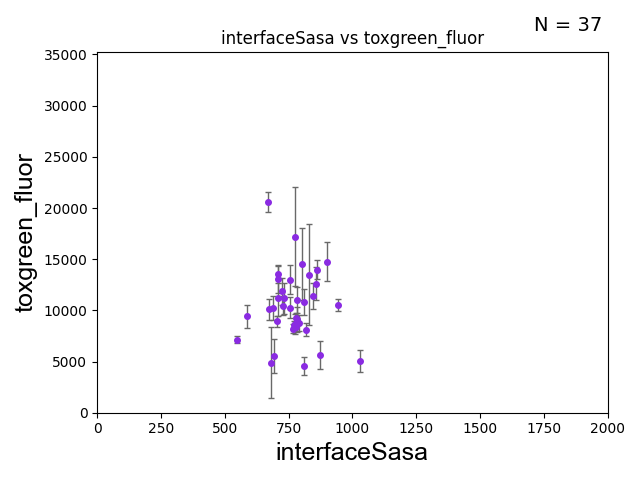 N = 37
interfaceSasa vs toxgreen_fluor
35000
30000
25000
20000
15000
10000
5000
0
toxgreen_fluor
0 250 500 750 1000 1250 1500 1750 2000
interfaceSasa